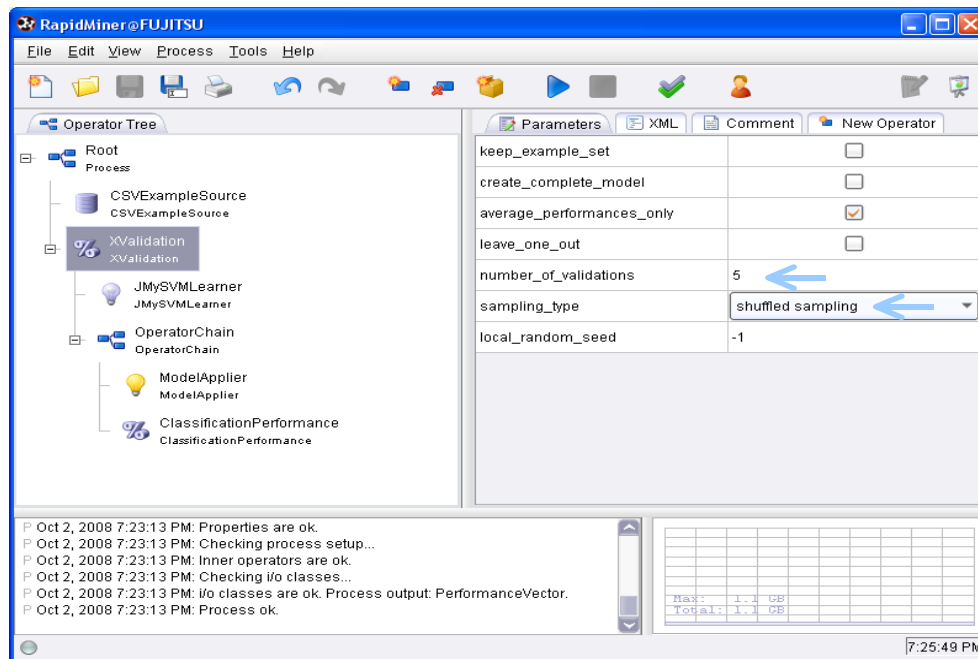 RapidMiner@FUJITSU
File Edit View Process Tools Help
Operator Tree
Root
Process
CSVExampleSource
CSVExampleSource
XValidation
XValidation
JMySVMLearner
JMySVMLearner
OperatorChain
OperatorChain
ModelApplier
ModelApplier
ClassificationPerformance
ClassificationPerformance
Parameters XML Comment New Operator
keep_example_set
create_complete_model
average_performances_only
leave_one_out
number_of_validations 5
sampling_type shuffled sampling
local_random_seed -1
P Oct 2, 2008 7:23:13 PM: Properties are ok.
P Oct 2, 2008 7:23:13 PM: Checking process setup...
P Oct 2, 2008 7:23:13 PM: Inner operators are ok.
P Oct 2, 2008 7:23:13 PM: Checking i/o classes...
P Oct 2, 2008 7:23:13 PM: i/o classes are ok. Process output: PerformanceVector.
P Oct 2, 2008 7:23:13 PM: Process ok.
Max: 1.1 GB
Total: 1.1 GB
7:25:49 PM